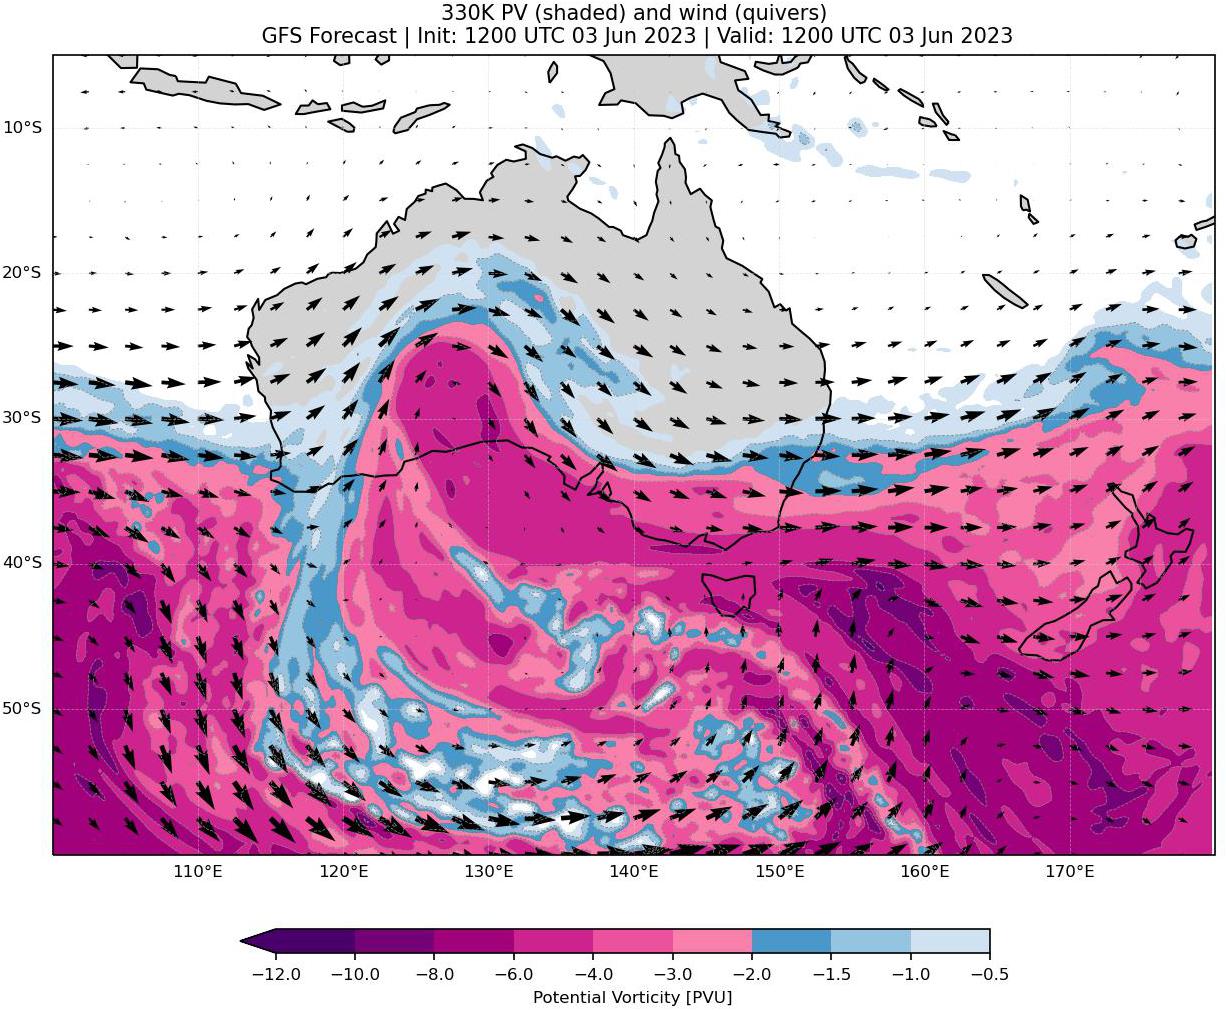 330K PV (shaded) and wind (quivers)
GFS Forecast | Init: 1200 UTC 03 Jun 2023 | Valid: 1200 UTC 03 Jun 2023
10°S
20°S
30°S
40°S
50°S
110°E 120°E 130°E 140°E 150°E 160°E 170°E
−12.0 −10.0 −8.0 −6.0 −4.0 −3.0 −2.0 −1.5 −1.0 −0.5
Potential Vorticity [PVU]